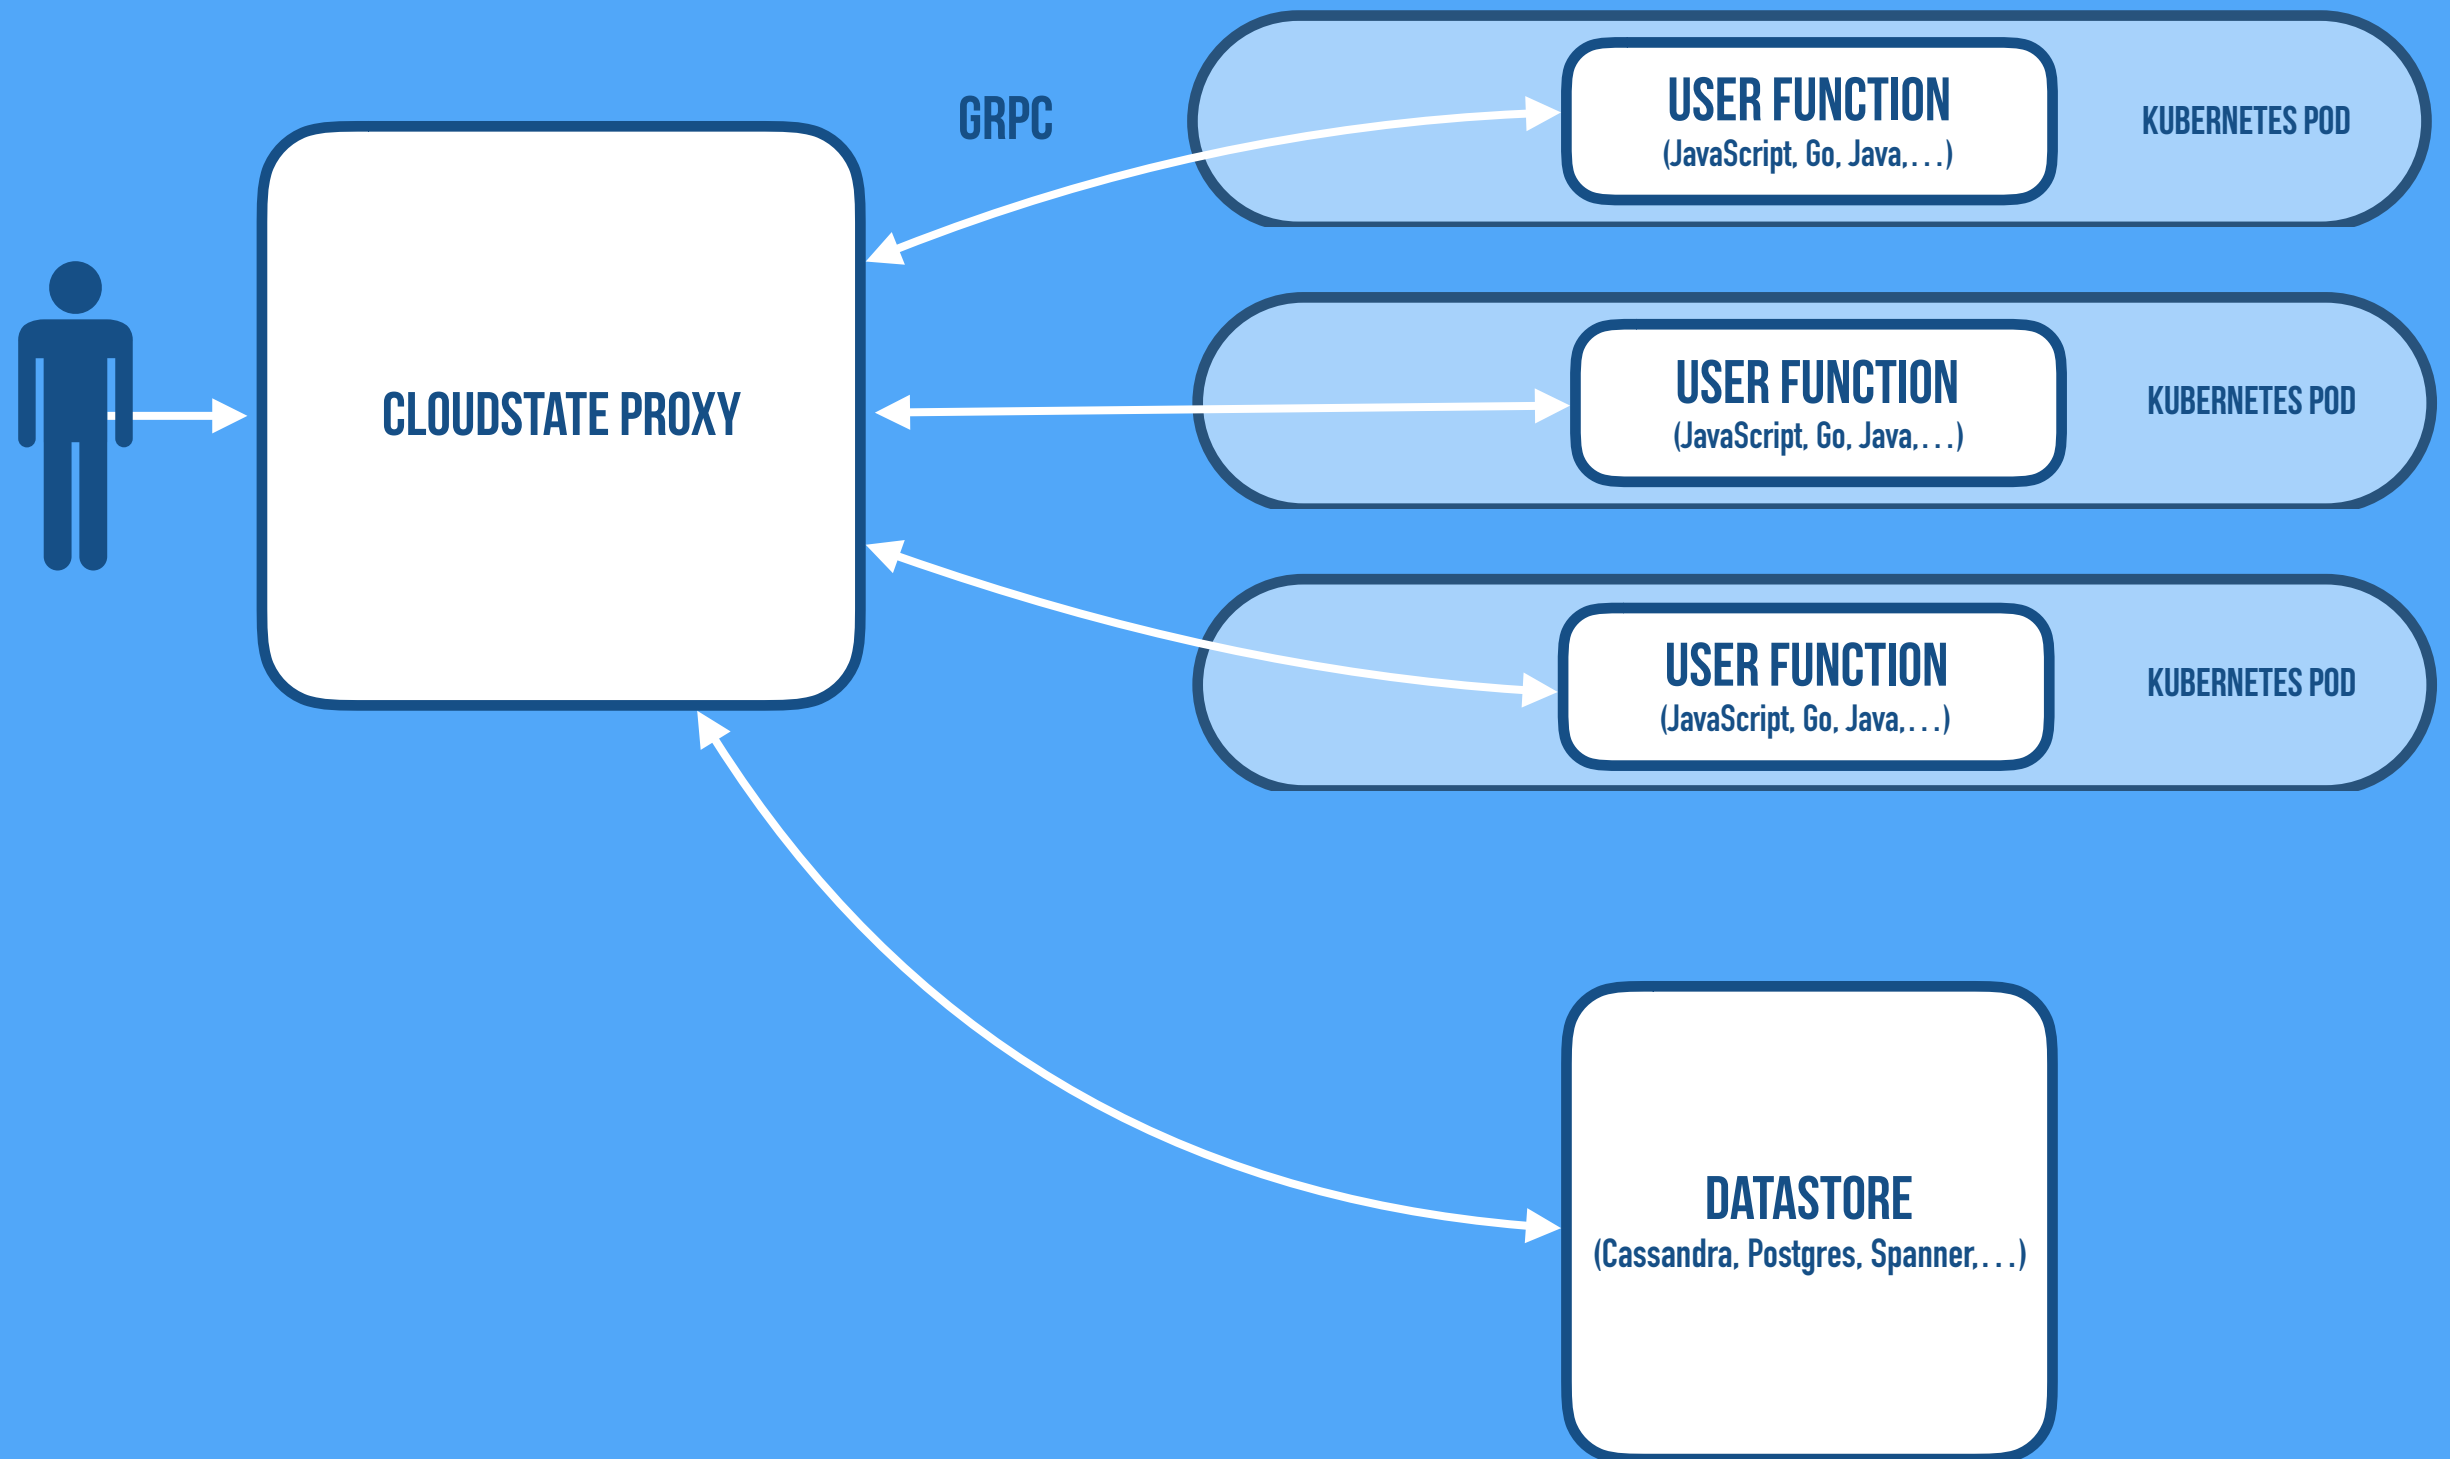 GRPC
USER FUNCTION
(JavaScript, Go, Java,...)
KUBERNETES POD
CLOUDSTATE PROXY
USER FUNCTION
(JavaScript, Go, Java,...)
KUBERNETES POD
USER FUNCTION
(JavaScript, Go, Java,...)
KUBERNETES POD
DATASTORE
(Cassandra, Postgres, Spanner,...)